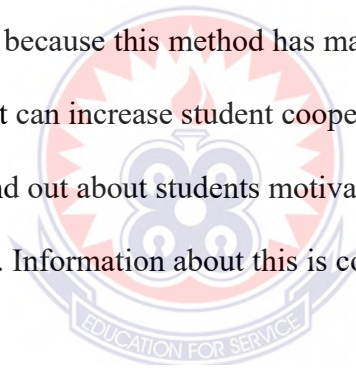 because this method has ma
t can increase student coope
nd out about students motiva
. Information about this is co
EDUCATION FOR SERVICE